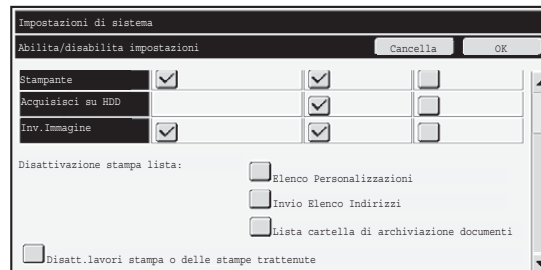 Impostazioni di sistema
Abilita/disabilita impostazioni Cancella OK
Stampante
Acquisisci su HDD
Inv.Immagine
Disattivazione stampa lista:
Elenco Personalizzazioni
Invio Elenco Indirizzi
Lista cartella di archiviazione documenti
Disatt.lavori stampa o delle stampe trattenute